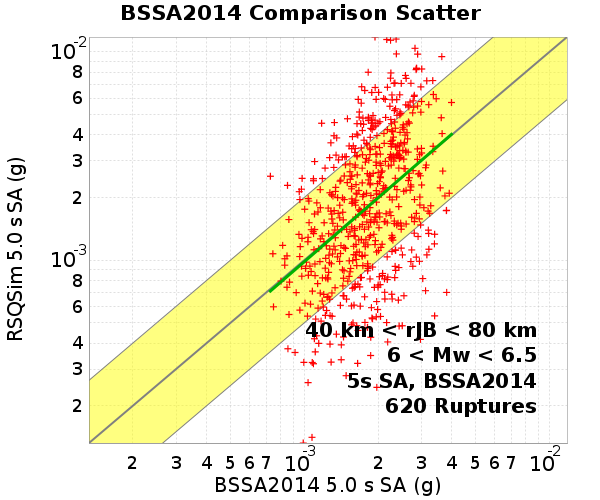 BSSA2014 Comparison Scatter
RSQSim 5.0 s SA (g)
10-2
8
6
4
3
2
10-3
8
6
4
3
2
40 km < rJB < 80 km
6 < Mw < 6.5
5s SA, BSSA2014
620 Ruptures
2 3 4 5 6 7 10-3 2 3 4 5 6 7 10-2
BSSA2014 5.0 s SA (g)